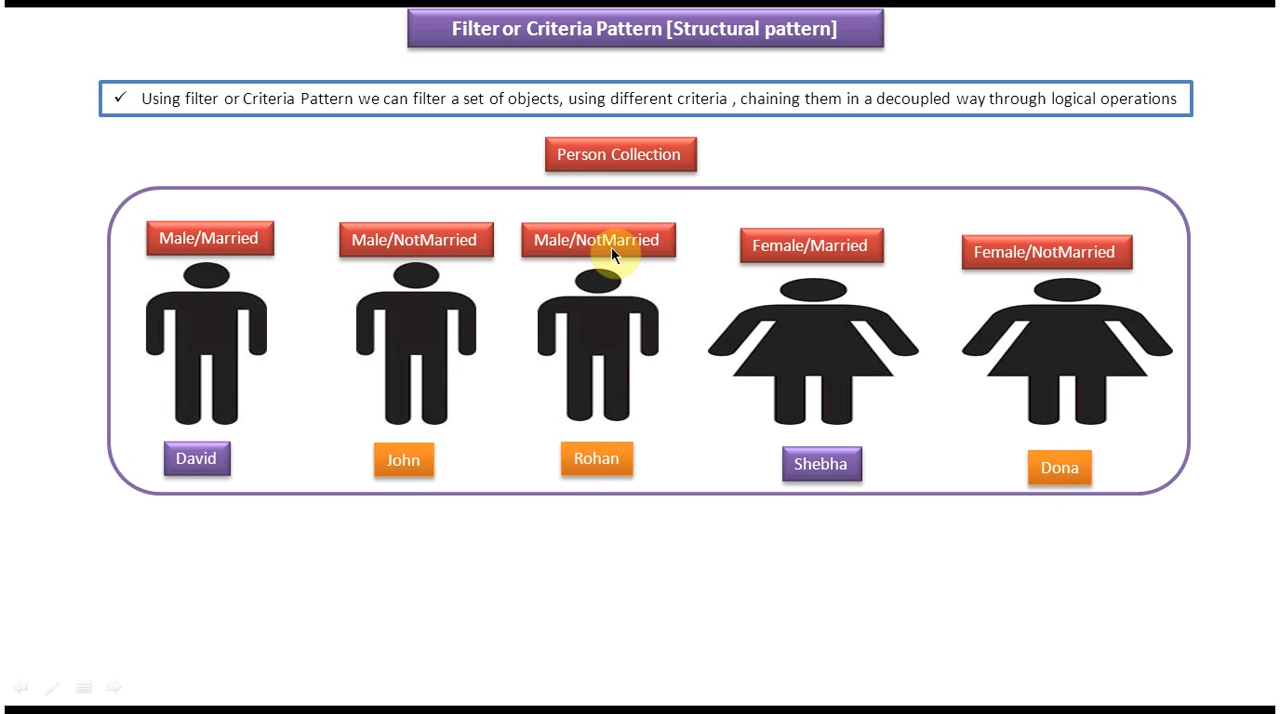 Filter or Criteria Pattern [Structural pattern]
✓ Using filter or Criteria Pattern we can filter a set of objects, using different criteria , chaining them in a decoupled way through logical operations
Person Collection
Male/Married
Male/NotMarried
Male/NotMarried
Female/Married
Female/NotMarried
David
John
Rohan
Shebha
Dona